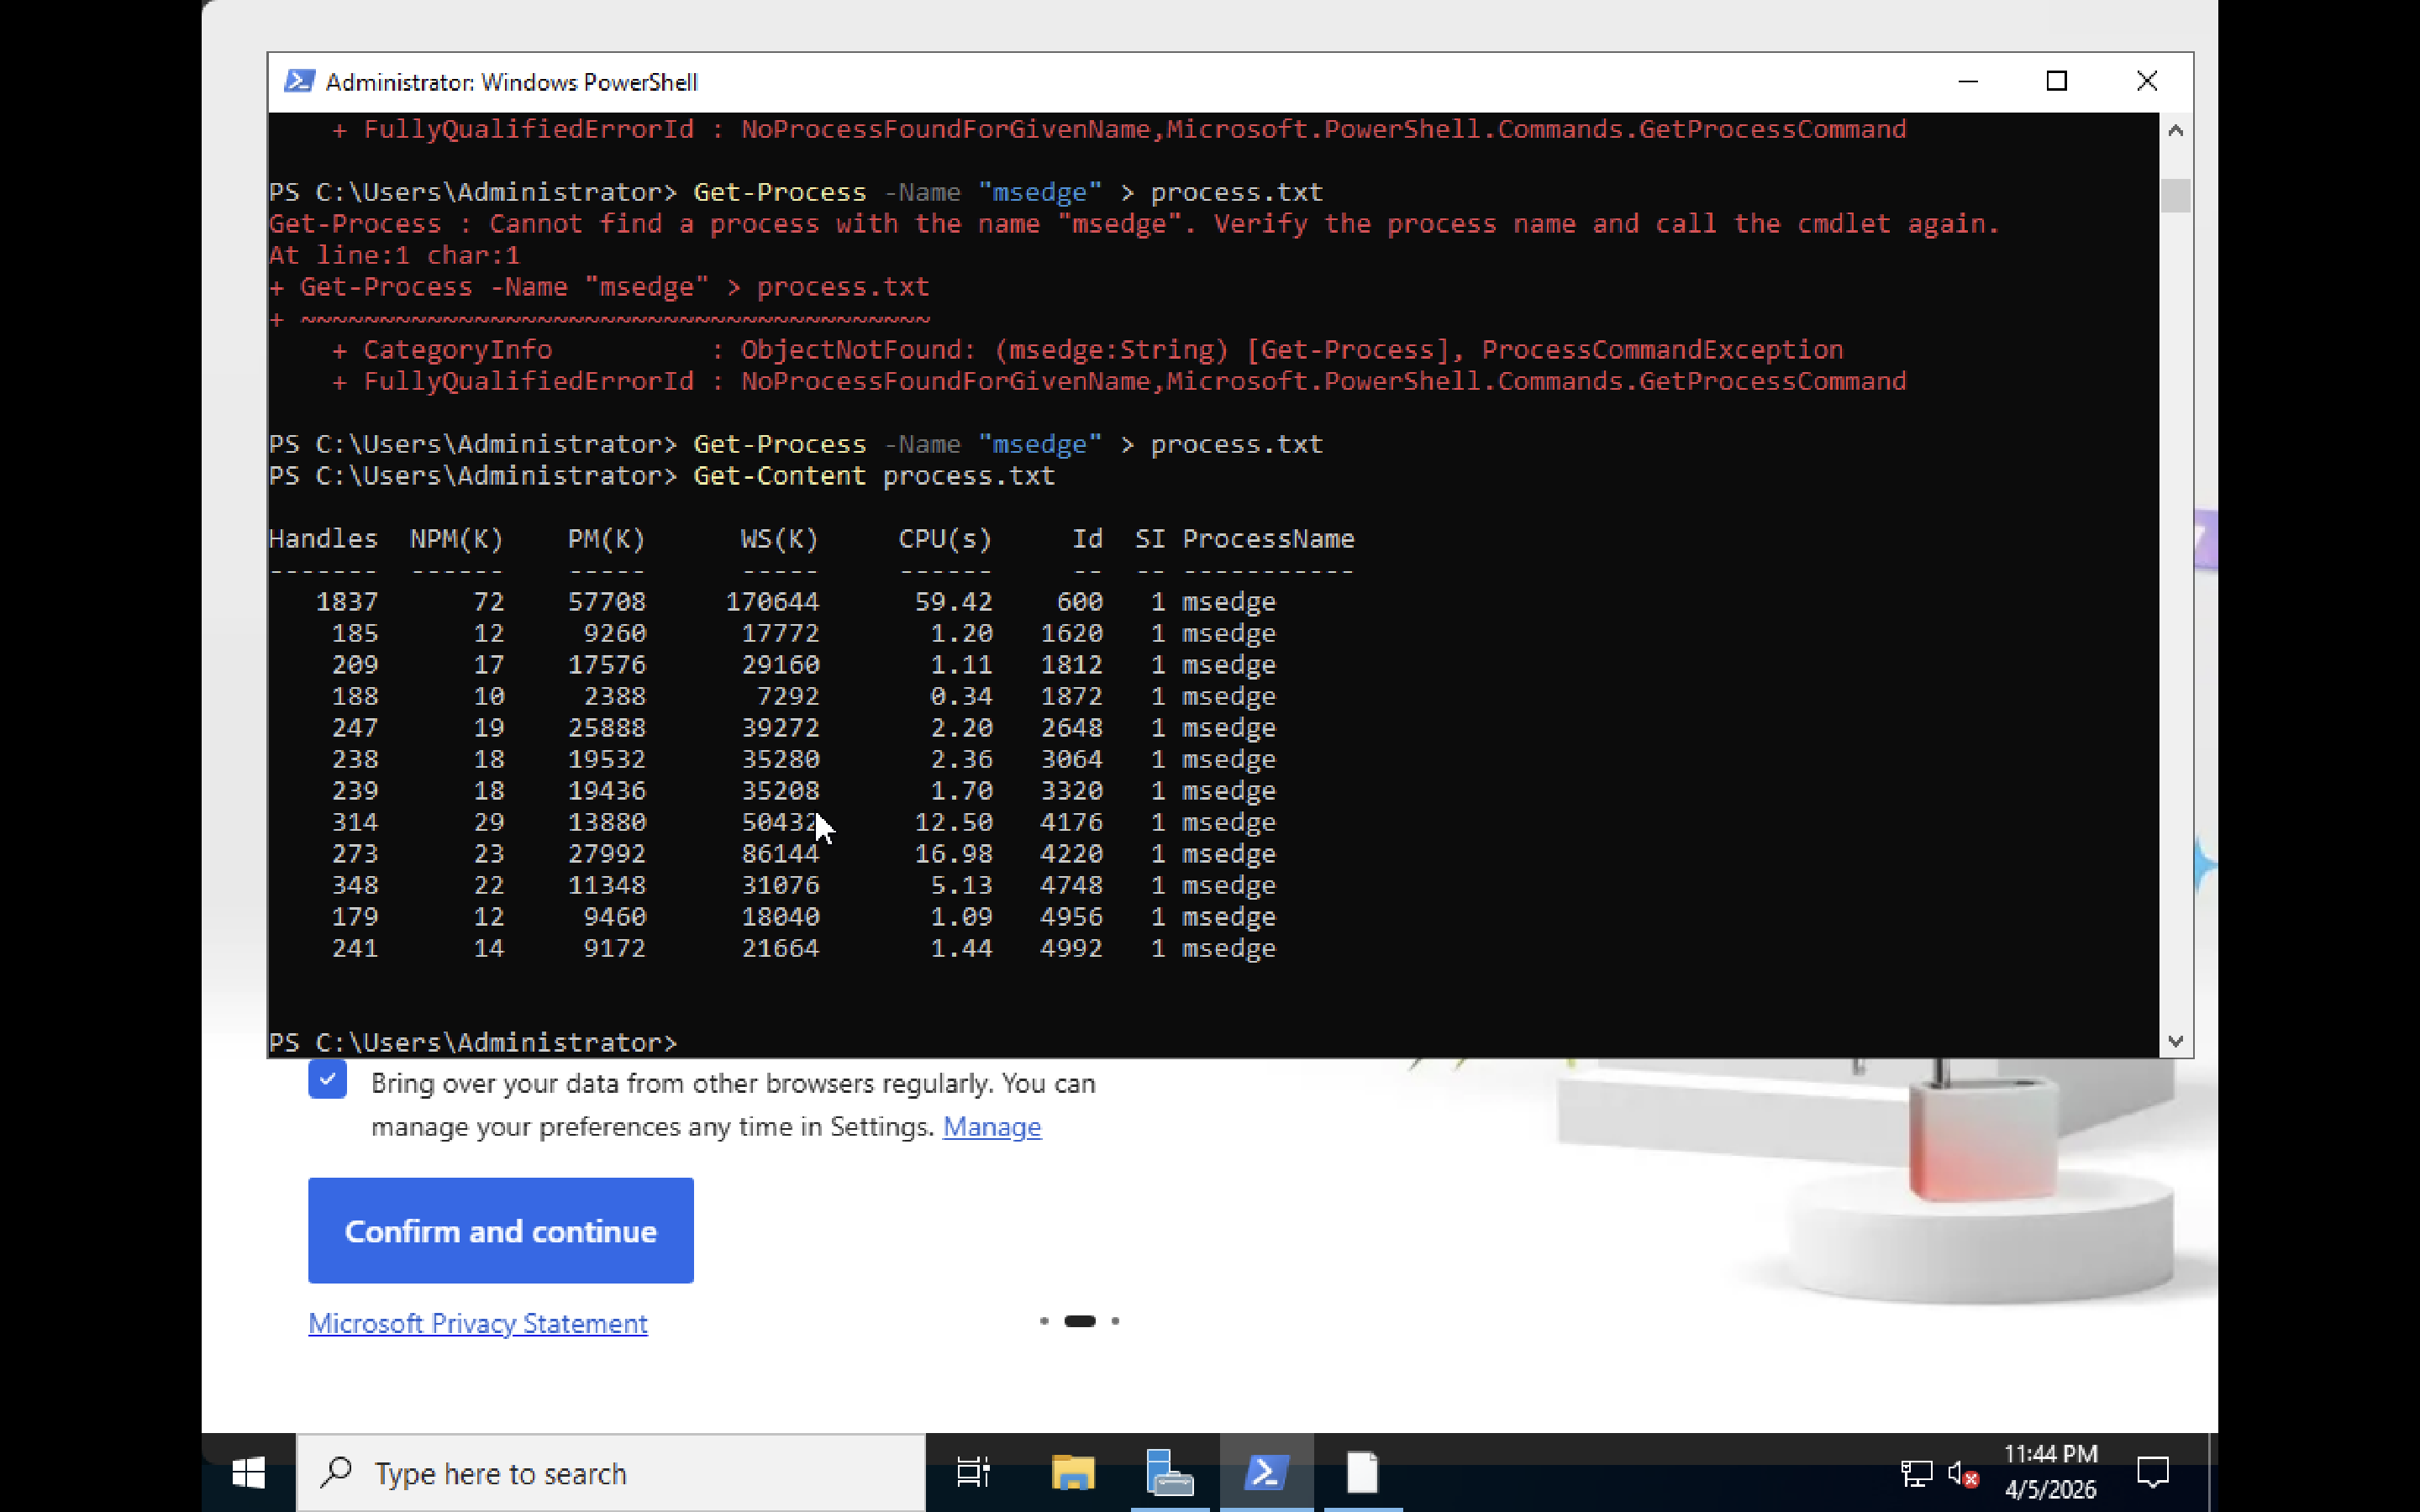 Administrator: Windows PowerShell
    + FullyQualifiedErrorId : NoProcessFoundForGivenName,Microsoft.PowerShell.Commands.GetProcessCommand
PS C:\Users\Administrator> Get-Process -Name "msedge" > process.txt
Get-Process : Cannot find a process with the name "msedge". Verify the process name and call the cmdlet again.
At line:1 char:1
+ Get-Process -Name "msedge" > process.txt
+ ~~~~~~~~~~~~~~~~~~~~~~~~~~~~~~~~~~~~~~~~
    + CategoryInfo          : ObjectNotFound: (msedge:String) [Get-Process], ProcessCommandException
    + FullyQualifiedErrorId : NoProcessFoundForGivenName,Microsoft.PowerShell.Commands.GetProcessCommand
PS C:\Users\Administrator> Get-Process -Name "msedge" > process.txt
PS C:\Users\Administrator> Get-Content process.txt
Handles  NPM(K)    PM(K)      WS(K)     CPU(s)     Id  SI ProcessName
-------  ------    -----      -----     ------     --  -- -----------
   1837      72    57708     170644      59.42    600   1 msedge
    185      12     9260      17772       1.20   1620   1 msedge
    209      17    17576      29160       1.11   1812   1 msedge
    188      10     2388       7292       0.34   1872   1 msedge
    247      19    25888      39272       2.20   2648   1 msedge
    238      18    19532      35280       2.36   3064   1 msedge
    239      18    19436      35208       1.70   3320   1 msedge
    314      29    13880      50432      12.50   4176   1 msedge
    273      23    27992      86144      16.98   4220   1 msedge
    348      22    11348      31076       5.13   4748   1 msedge
    179      12     9460      18040       1.09   4956   1 msedge
    241      14     9172      21664       1.44   4992   1 msedge
PS C:\Users\Administrator>
Bring over your data from other browsers regularly. You can
manage your preferences any time in Settings. Manage
Confirm and continue
Microsoft Privacy Statement
Type here to search
11:44 PM
4/5/2026